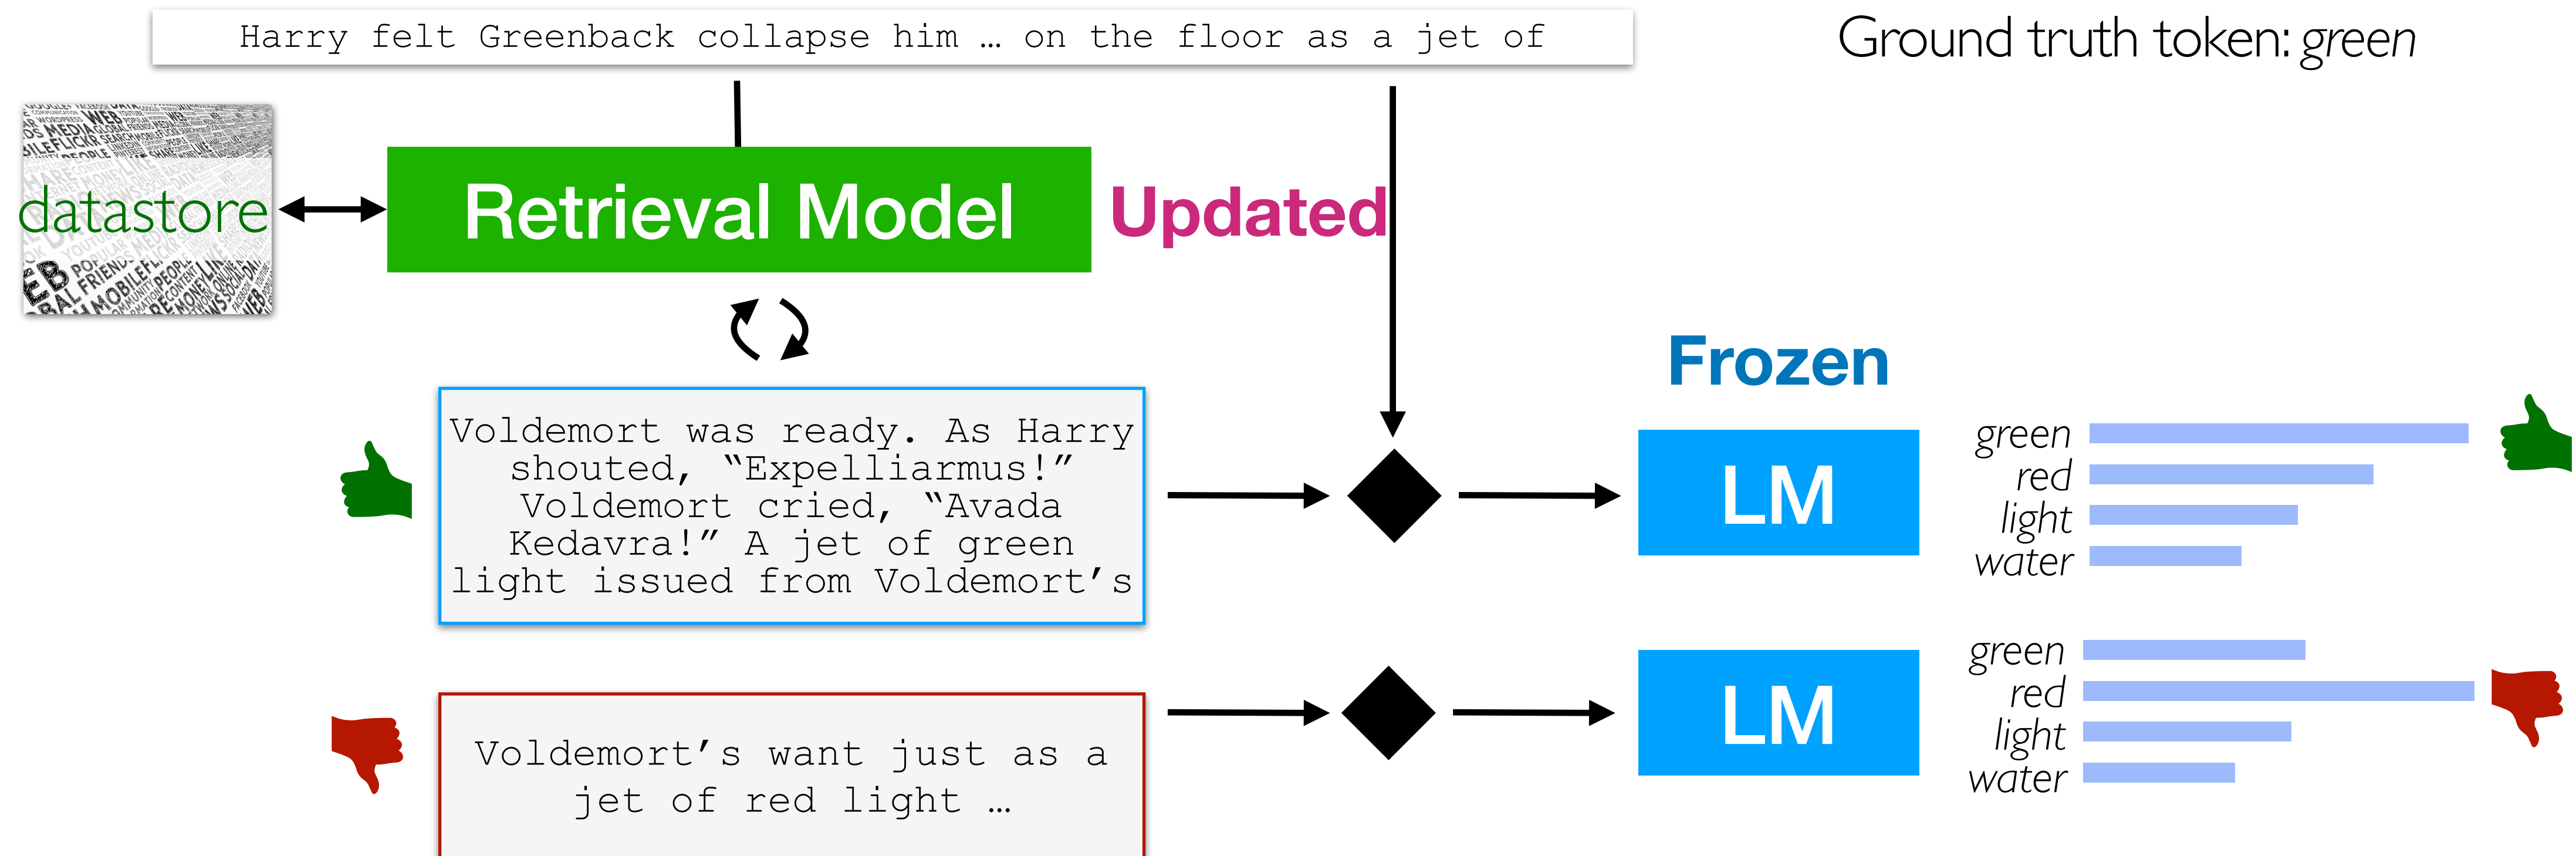 Harry felt Greenback collapse him … on the floor as a jet of
Ground truth token: green
datastore
Retrieval Model
Updated
Frozen
Voldemort was ready. As Harry
shouted, “Expelliarmus!”
Voldemort cried, “Avada
Kedavra!” A jet of green
light issued from Voldemort’s
LM
green
red
light
water
Voldemort’s want just as a
jet of red light …
LM
green
red
light
water